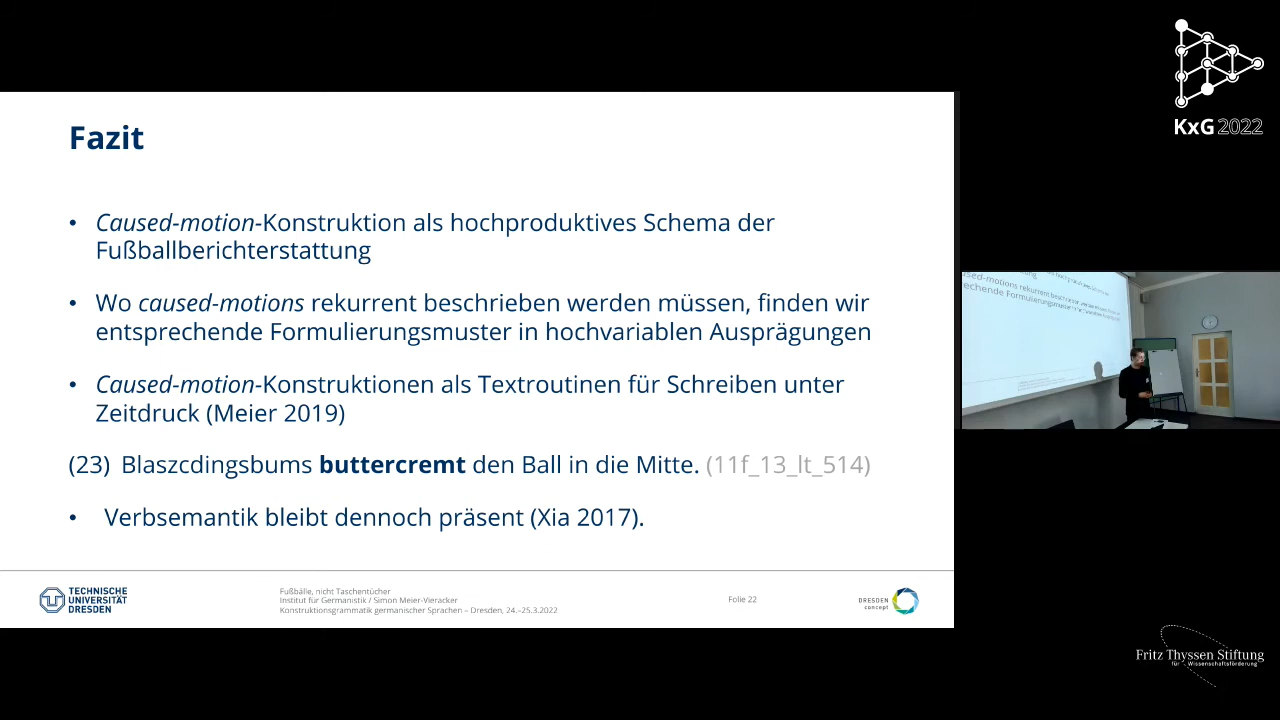 KxG 2022
Fazit
• Caused-motion-Konstruktion als hochproduktives Schema der
Fußballberichterstattung
• Wo caused-motions rekurrent beschrieben werden müssen, finden wir
entsprechende Formulierungsmuster in hochvariablen Ausprägungen
• Caused-motion-Konstruktionen als Textroutinen für Schreiben unter
Zeitdruck (Meier 2019)
(23) Blaszcdingsbums buttercremt den Ball in die Mitte. (11f_13_lt_514)
• Verbsemantik bleibt dennoch präsent (Xia 2017).
TECHNISCHE
UNIVERSITÄT
DRESDEN
Fußbälle, nicht Taschentücher
Institut für Germanistik / Simon Meier-Vieracker
Konstruktionsgrammatik germanischer Sprachen – Dresden, 24.–25.3.2022
Folie 22
DRESDEN
concept
Fritz Thyssen Stiftung
für Wissenschaftsförderung